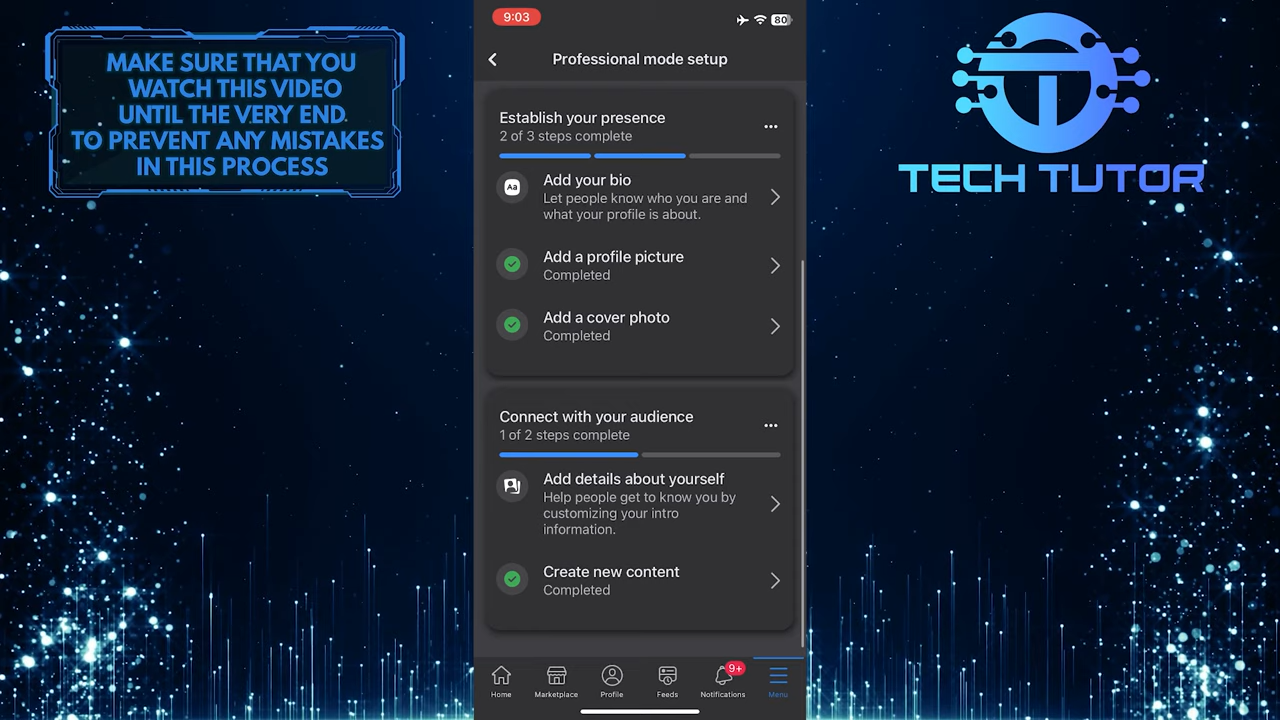 MAKE SURE THAT YOU
WATCH THIS VIDEO
UNTIL THE VERY END
TO PREVENT ANY MISTAKES
IN THIS PROCESS
9:03
80
Professional mode setup
Establish your presence
2 of 3 steps complete
Aa
Add your bio
Let people know who you are and
what your profile is about.
Add a profile picture
Completed
Add a cover photo
Completed
Connect with your audience
1 of 2 steps complete
Add details about yourself
Help people get to know you by
customizing your intro
information.
Create new content
Completed
9+
Home
Marketplace
Profile
Feeds
Notifications
Menu
T
TECH TUTOR